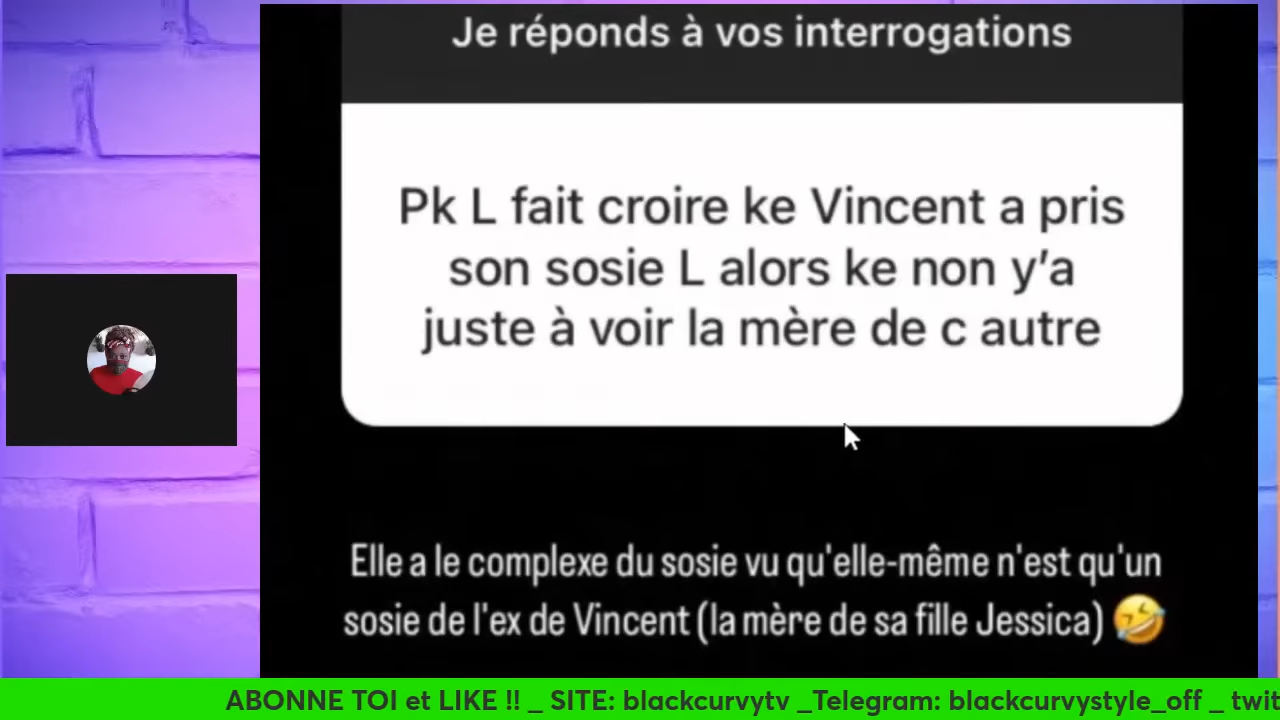 Je réponds à vos interrogations
Pk L fait croire ke Vincent a pris
son sosie L alors ke non y’a
juste à voir la mère de c autre
Elle a le complexe du sosie vu qu'elle-même n'est qu'un
sosie de l'ex de Vincent (la mère de sa fille Jessica) 🤣
ABONNE TOI et LIKE !! _ SITE: blackcurvytv _Telegram: blackcurvystyle_off _ twit